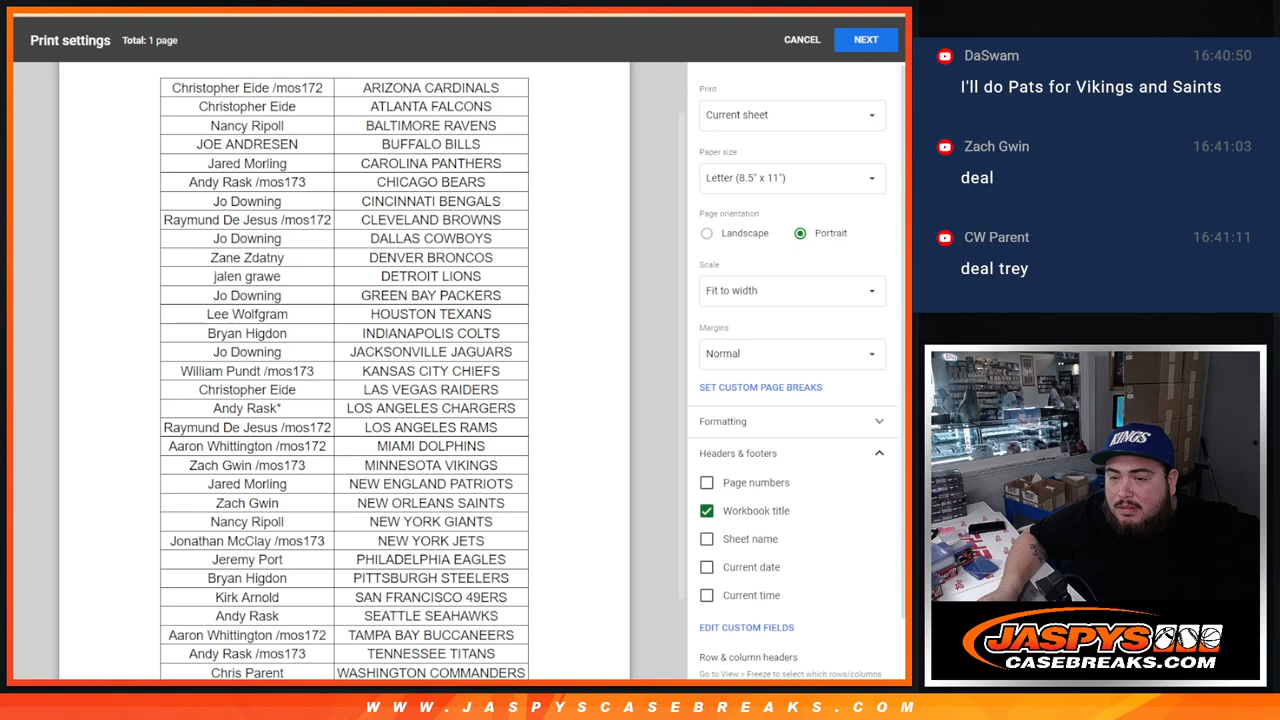 Print settings Total: 1 page CANCEL NEXT
Christopher Eide /mos172 ARIZONA CARDINALS
Christopher Eide ATLANTA FALCONS
Nancy Ripoll BALTIMORE RAVENS
JOE ANDRESEN BUFFALO BILLS
Jared Morling CAROLINA PANTHERS
Andy Rask /mos173 CHICAGO BEARS
Jo Downing CINCINNATI BENGALS
Raymund De Jesus /mos172 CLEVELAND BROWNS
Jo Downing DALLAS COWBOYS
Zane Zdatny DENVER BRONCOS
jalen grawe DETROIT LIONS
Jo Downing GREEN BAY PACKERS
Lee Wolfgram HOUSTON TEXANS
Bryan Higdon INDIANAPOLIS COLTS
Jo Downing JACKSONVILLE JAGUARS
William Pundt /mos173 KANSAS CITY CHIEFS
Christopher Eide LAS VEGAS RAIDERS
Andy Rask* LOS ANGELES CHARGERS
Raymund De Jesus /mos172 LOS ANGELES RAMS
Aaron Whittington /mos172 MIAMI DOLPHINS
Zach Gwin /mos173 MINNESOTA VIKINGS
Jared Morling NEW ENGLAND PATRIOTS
Zach Gwin NEW ORLEANS SAINTS
Nancy Ripoll NEW YORK GIANTS
Jonathan McClay /mos173 NEW YORK JETS
Jeremy Port PHILADELPHIA EAGLES
Bryan Higdon PITTSBURGH STEELERS
Kirk Arnold SAN FRANCISCO 49ERS
Andy Rask SEATTLE SEAHAWKS
Aaron Whittington /mos172 TAMPA BAY BUCCANEERS
Andy Rask /mos173 TENNESSEE TITANS
Chris Parent WASHINGTON COMMANDERS
Print
Current sheet
Paper size
Letter (8.5" x 11")
Page orientation
Landscape Portrait
Scale
Fit to width
Margins
Normal
SET CUSTOM PAGE BREAKS
Formatting
Headers & footers
Page numbers
Workbook title
Sheet name
Current date
Current time
EDIT CUSTOM FIELDS
Row & column headers
Go to View > Freeze to select which rows/columns
DaSwam 16:40:50
I'll do Pats for Vikings and Saints
Zach Gwin 16:41:03
deal
CW Parent 16:41:11
deal trey
KINGS
JASPYS
CASEBREAKS.COM
WWW.JASPYSCASEBREAKS.COM